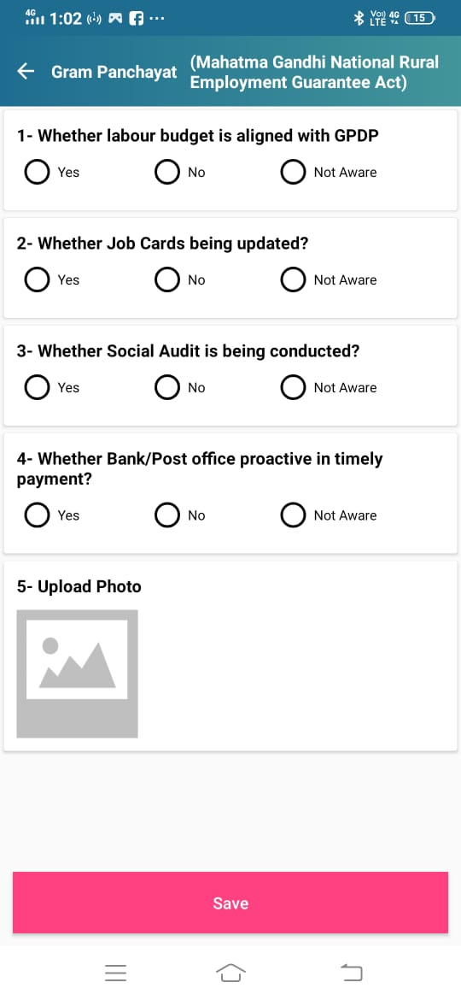 4G 1:02 ... Vo) LTE 4G 15
Gram Panchayat
(Mahatma Gandhi National Rural
Employment Guarantee Act)
1- Whether labour budget is aligned with GPDP
Yes No Not Aware
2- Whether Job Cards being updated?
Yes No Not Aware
3- Whether Social Audit is being conducted?
Yes No Not Aware
4- Whether Bank/Post office proactive in timely
payment?
Yes No Not Aware
5- Upload Photo
Save